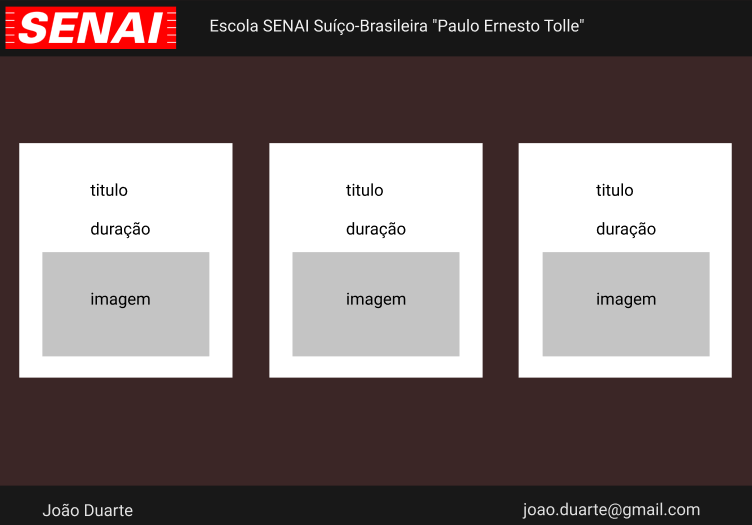 SENAI
Escola SENAI Suíço-Brasileira "Paulo Ernesto Tolle"
titulo
duração
imagem
titulo
duração
imagem
titulo
duração
imagem
João Duarte
joao.duarte@gmail.com